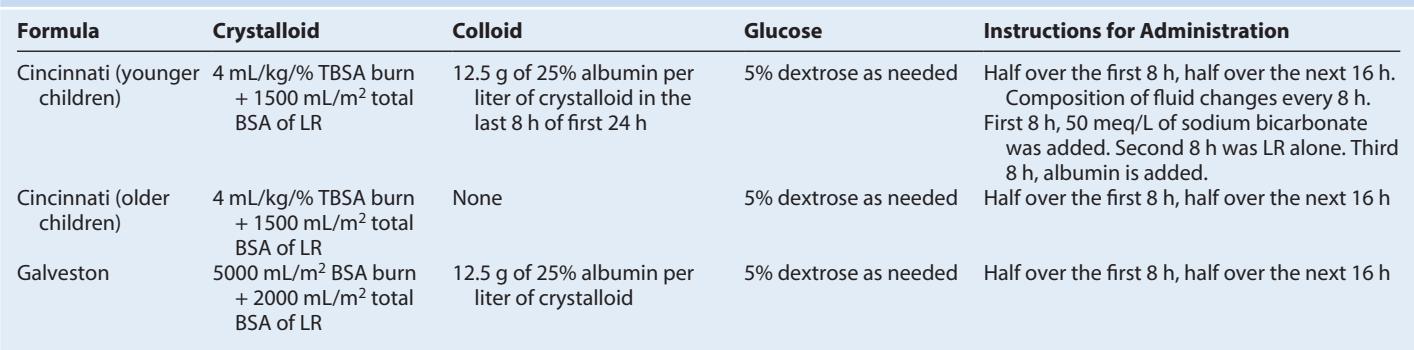 Formula Crystalloid Colloid Glucose Instructions for Administration
Cincinnati (younger 4 mL/kg/% TBSA burn 12.5 g of 25% albumin per 5% dextrose as needed Half over the first 8 h, half over the next 16 h.
children) + 1500 mL/m² total liter of crystalloid in the Composition of fluid changes every 8 h.
BSA of LR last 8 h of first 24 h First 8 h, 50 meq/L of sodium bicarbonate
was added. Second 8 h was LR alone. Third
8 h, albumin is added.
Cincinnati (older 4 mL/kg/% TBSA burn None 5% dextrose as needed Half over the first 8 h, half over the next 16 h
children) + 1500 mL/m² total
BSA of LR
Galveston 5000 mL/m² BSA burn 12.5 g of 25% albumin per 5% dextrose as needed Half over the first 8 h, half over the next 16 h
+ 2000 mL/m² total liter of crystalloid
BSA of LR